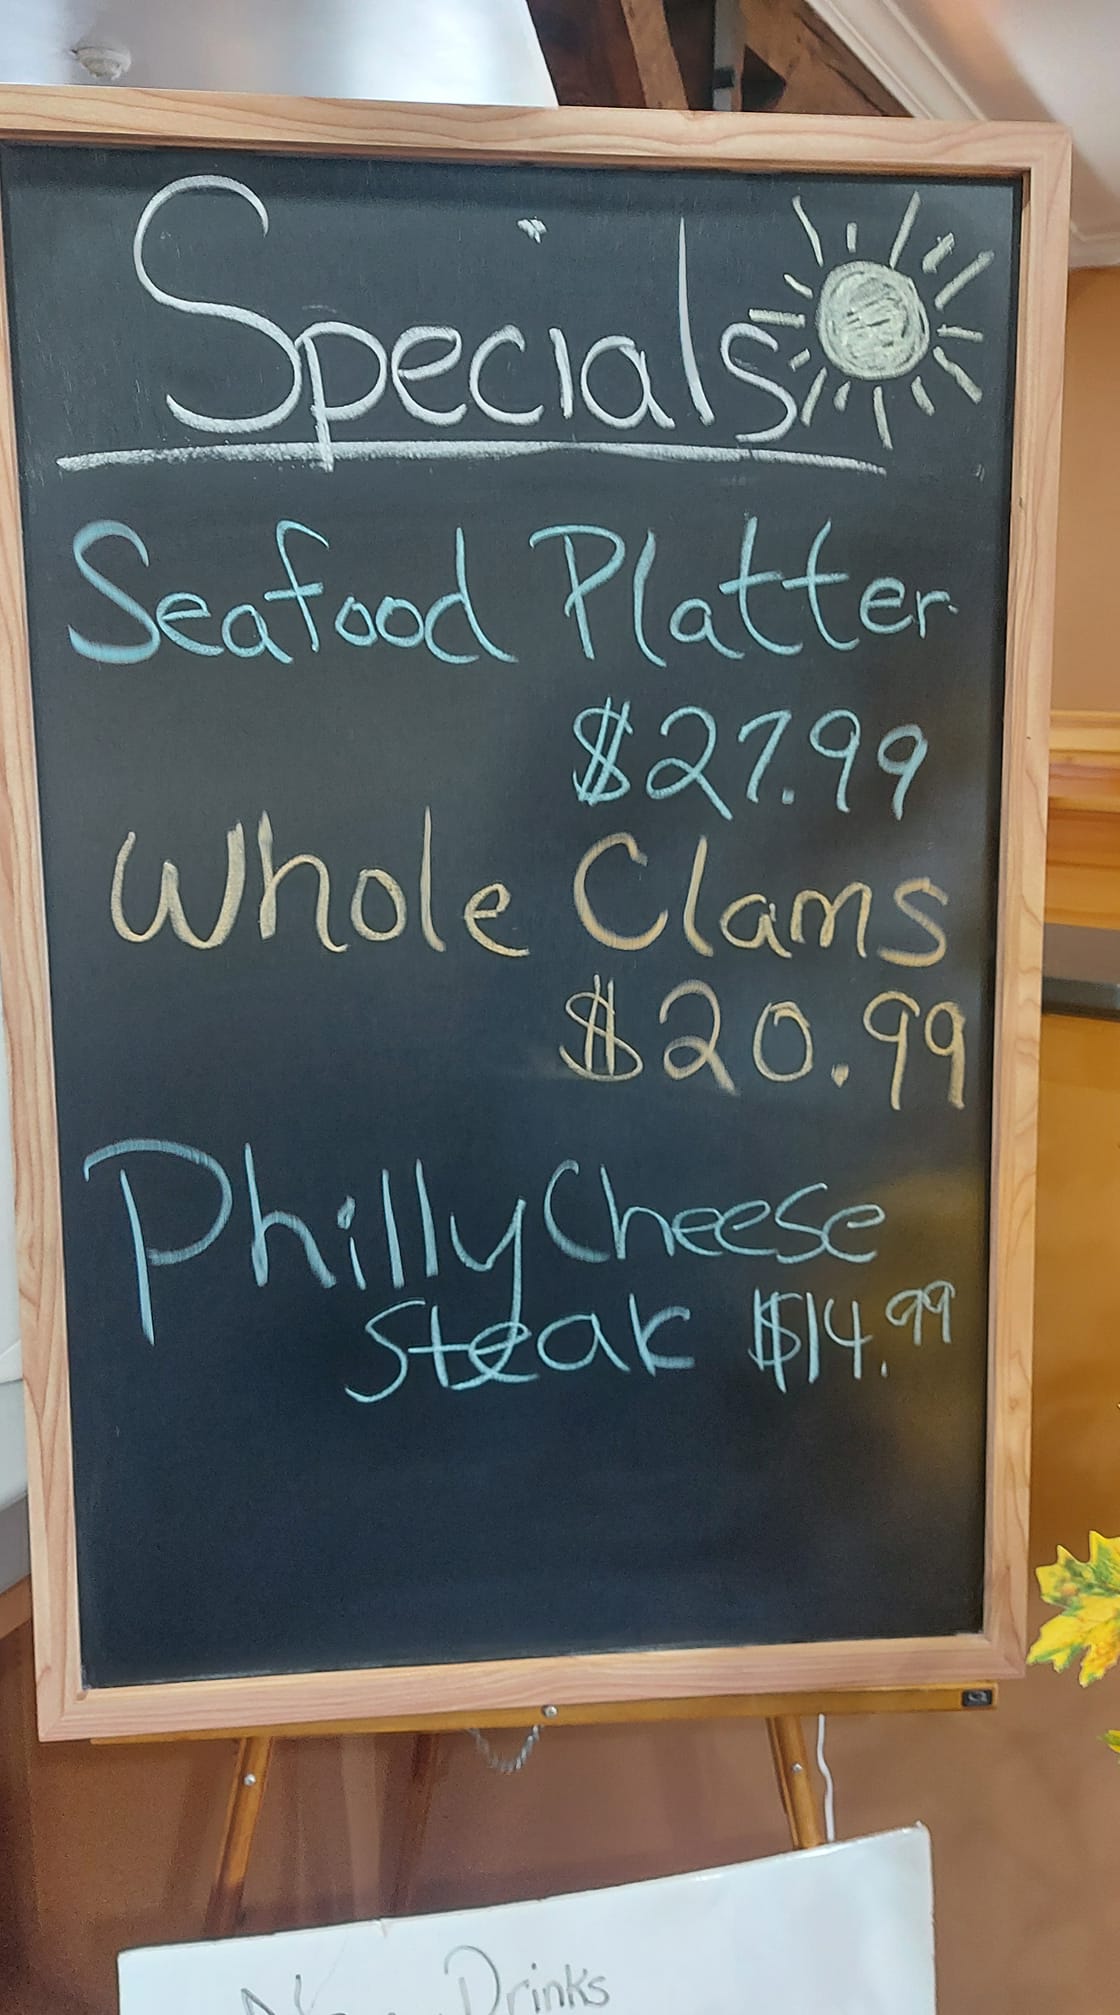 Specials
Seafood Platter
$27.99
Whole Clams
$20.99
Philly Cheese
steak $14.99
Drinks